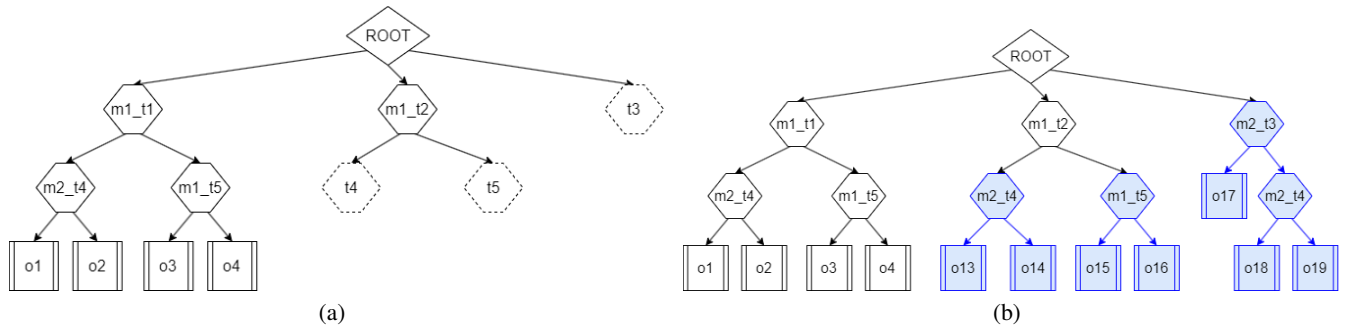 ROOT
m1_t1
m1_t2
t3
m2_t4
m1_t5
t4
t5
o1
o2
o3
o4
(a)
ROOT
m1_t1
m1_t2
m2_t3
m2_t4
m1_t5
m2_t4
m1_t5
o17
m2_t4
o1
o2
o3
o4
o13
o14
o15
o16
o18
o19
(b)